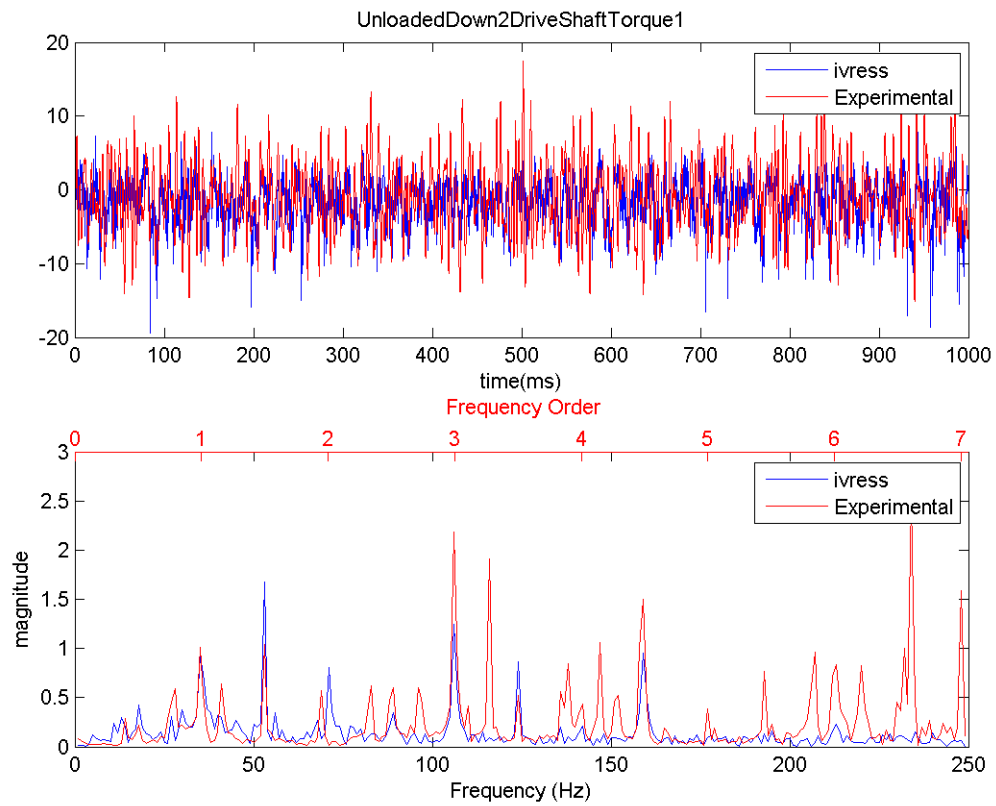 UnloadedDown2DriveShaftTorque1
20
10
0
-10
-20
ivress
Experimental
0 100 200 300 400 500 600 700 800 900 1000
time(ms)
Frequency Order
0 1 2 3 4 5 6 7
3
2.5
2
1.5
1
0.5
0
magnitude
ivress
Experimental
0 50 100 150 200 250
Frequency (Hz)